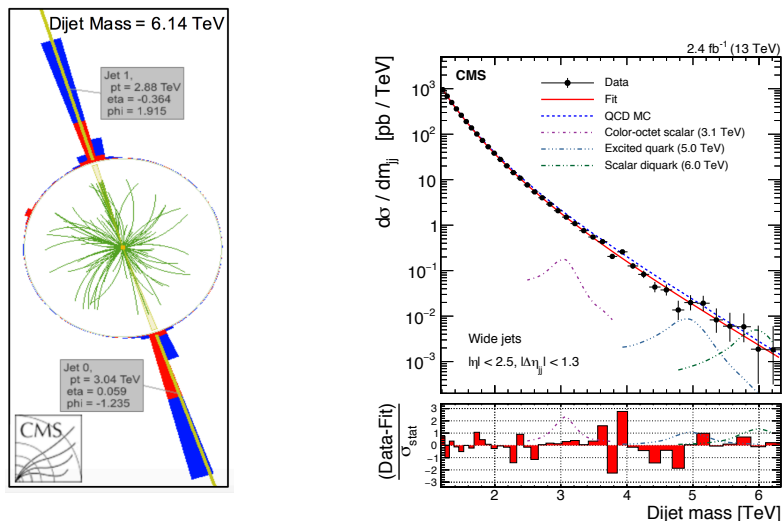 Dijet Mass = 6.14 TeV
Jet 1,
pt = 2.88 TeV
eta = -0.364
phi = 1.915
Jet 0,
pt = 3.04 TeV
eta = 0.059
phi = -1.235
CMS
2.4 fb⁻¹ (13 TeV)
CMS
Data
Fit
QCD MC
Color-octet scalar (3.1 TeV)
Excited quark (5.0 TeV)
Scalar diquark (6.0 TeV)
dσ / dm_jj [pb / TeV]
10³
10²
10
1
10⁻¹
10⁻²
10⁻³
Wide jets
|η| < 2.5, |Δη_jj| < 1.3
(Data-Fit)
σ_stat
3
2
1
0
−1
−2
−3
2 3 4 5 6
Dijet mass [TeV]